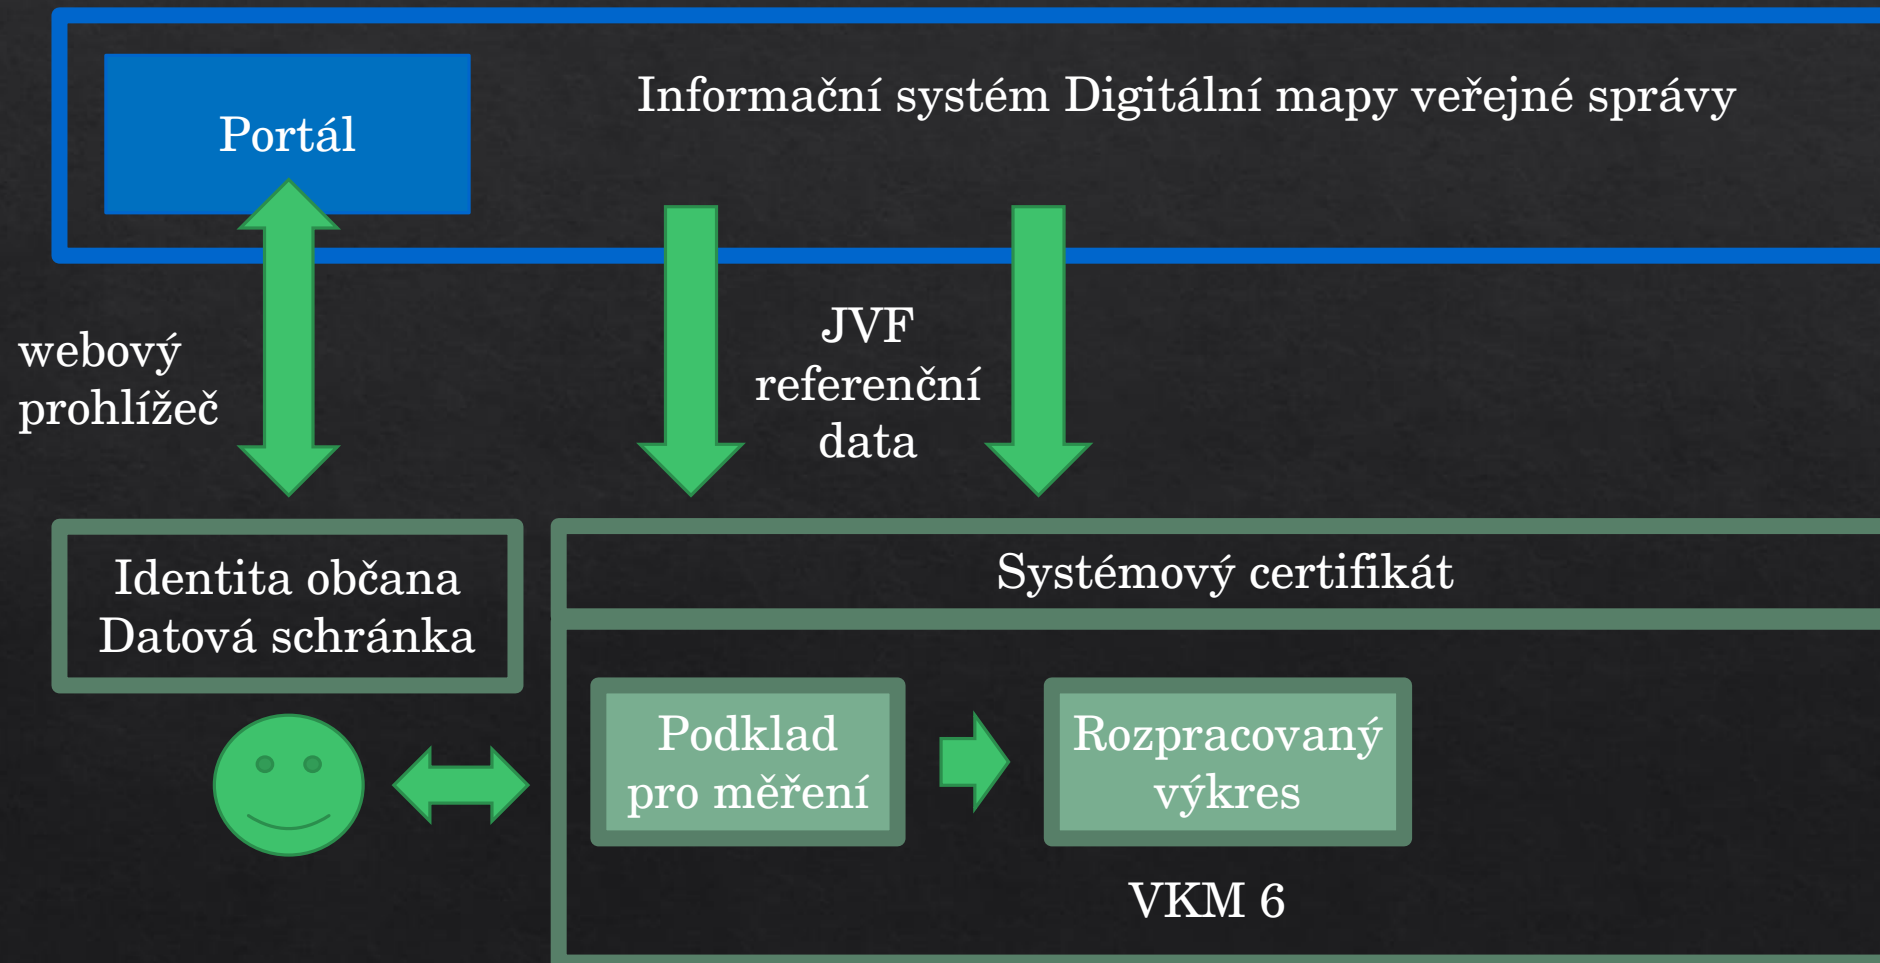 Informační systém Digitální mapy veřejné správy
Portál
webový
prohlížeč
JVF
referenční
data
Identita občana
Datová schránka
Systémový certifikát
Podklad
pro měření
Rozpracovaný
výkres
VKM 6